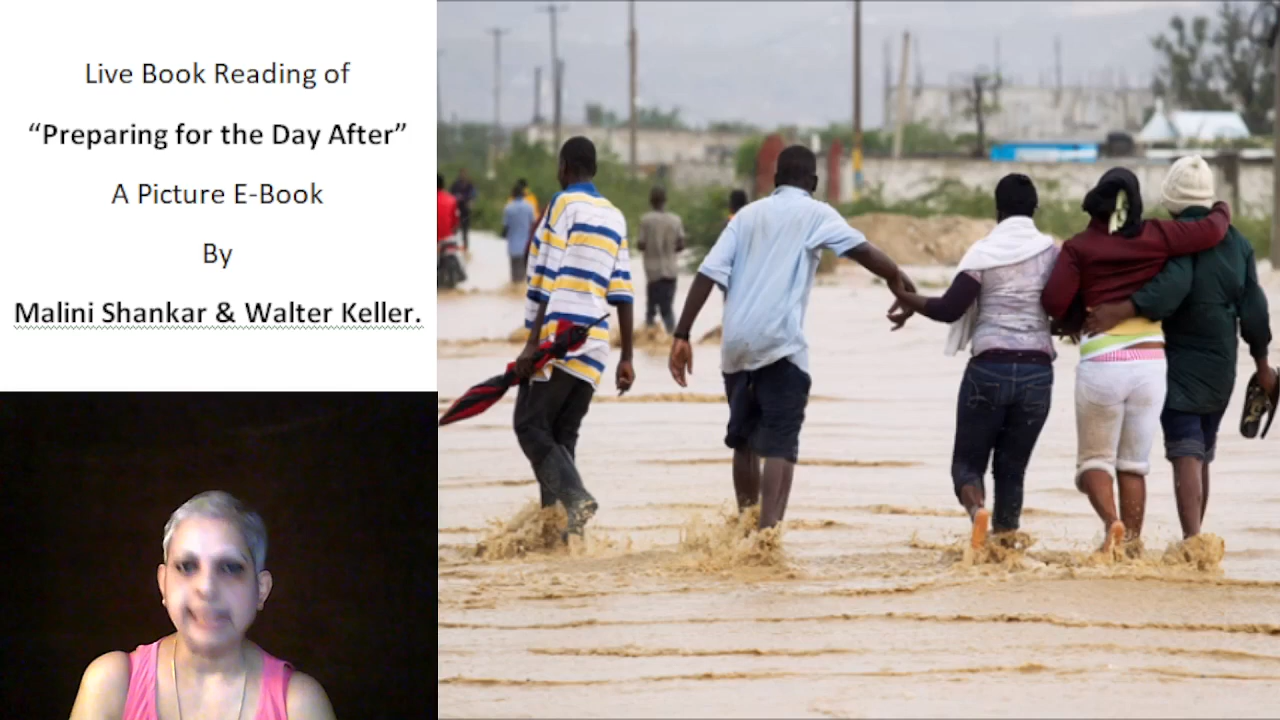 Live Book Reading of
“Preparing for the Day After”
A Picture E-Book
By
Malini Shankar & Walter Keller.